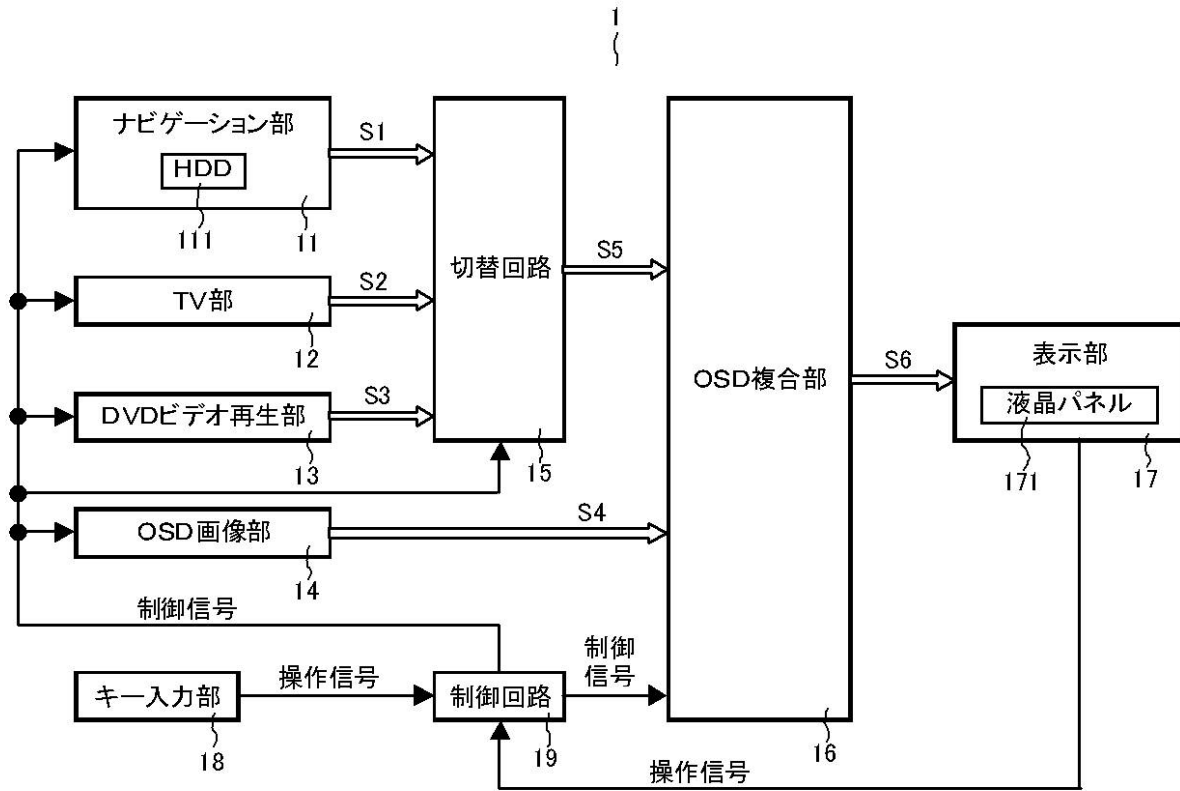 1
ナビゲーション部
HDD
111
11
S1
TV部
12
S2
DVDビデオ再生部
13
S3
切替回路
15
S5
OSD画像部
14
S4
OSD複合部
16
S6
表示部
液晶パネル
171
17
制御信号
キー入力部
18
操作信号
制御回路
19
制御
信号
操作信号